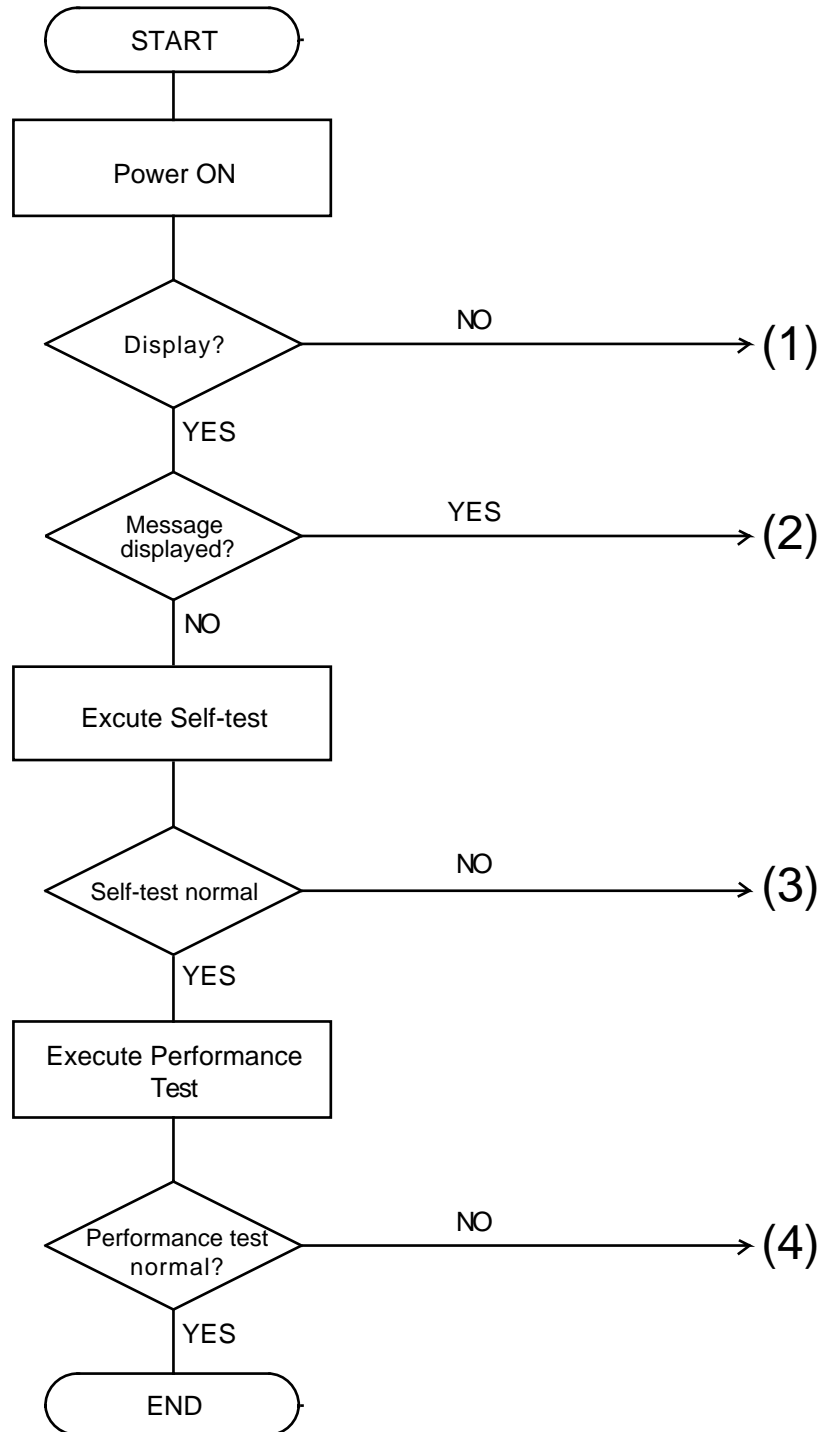 START
Power ON
Display?
NO
(1)
YES
Message
displayed?
YES
(2)
NO
Excute Self-test
Self-test normal
NO
(3)
YES
Execute Performance
Test
Performance test
normal?
NO
(4)
YES
END